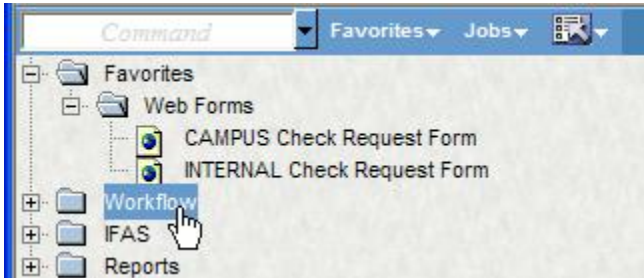 Command Favorites Jobs
Favorites
Web Forms
CAMPUS Check Request Form
INTERNAL Check Request Form
Workflow
IFAS
Reports